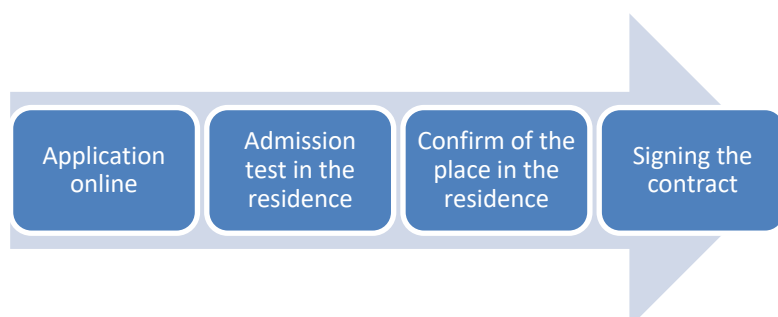 Application
online
Admission
test in the
residence
Confirm of the
place in the
residence
Signing the
contract